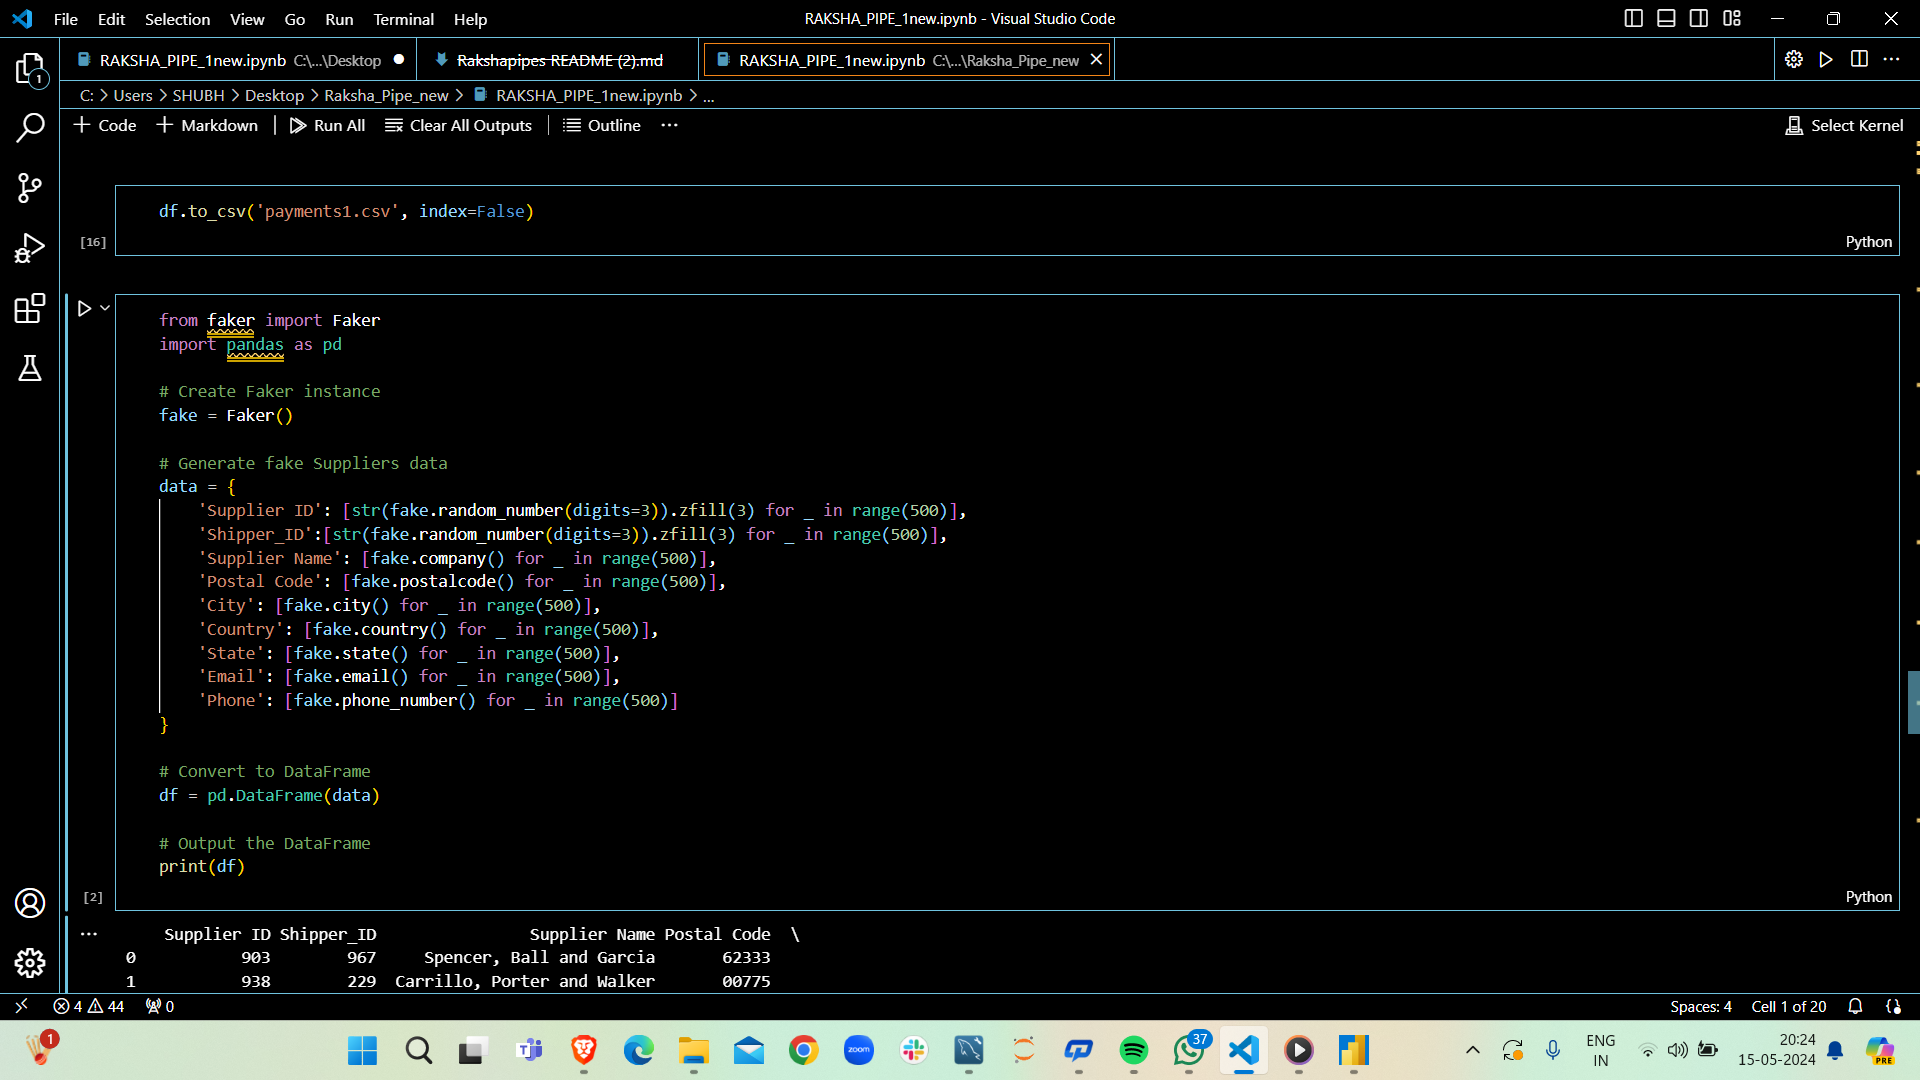 File Edit Selection View Go Run Terminal Help
RAKSHA_PIPE_1new.ipynb - Visual Studio Code
RAKSHA_PIPE_1new.ipynb C:\...\Desktop
Rakshapipes README (2).md
RAKSHA_PIPE_1new.ipynb C:\...\Raksha_Pipe_new
C: > Users > SHUBH > Desktop > Raksha_Pipe_new > RAKSHA_PIPE_1new.ipynb > ...
+ Code + Markdown | Run All Clear All Outputs | Outline ...
Select Kernel
df.to_csv('payments1.csv', index=False)
[16]
Python
from faker import Faker
import pandas as pd
# Create Faker instance
fake = Faker()
# Generate fake Suppliers data
data = {
    'Supplier ID': [str(fake.random_number(digits=3)).zfill(3) for _ in range(500)],
    'Shipper_ID':[str(fake.random_number(digits=3)).zfill(3) for _ in range(500)],
    'Supplier Name': [fake.company() for _ in range(500)],
    'Postal Code': [fake.postalcode() for _ in range(500)],
    'City': [fake.city() for _ in range(500)],
    'Country': [fake.country() for _ in range(500)],
    'State': [fake.state() for _ in range(500)],
    'Email': [fake.email() for _ in range(500)],
    'Phone': [fake.phone_number() for _ in range(500)]
}
# Convert to DataFrame
df = pd.DataFrame(data)
# Output the DataFrame
print(df)
[2]
Python
... Supplier ID Shipper_ID Supplier Name Postal Code \
0 903 967 Spencer, Ball and Garcia 62333
1 938 229 Carrillo, Porter and Walker 00775
4 44 0
Spaces: 4 Cell 1 of 20
1
1
zoom
37
ENG
IN
20:24
15-05-2024
PRE